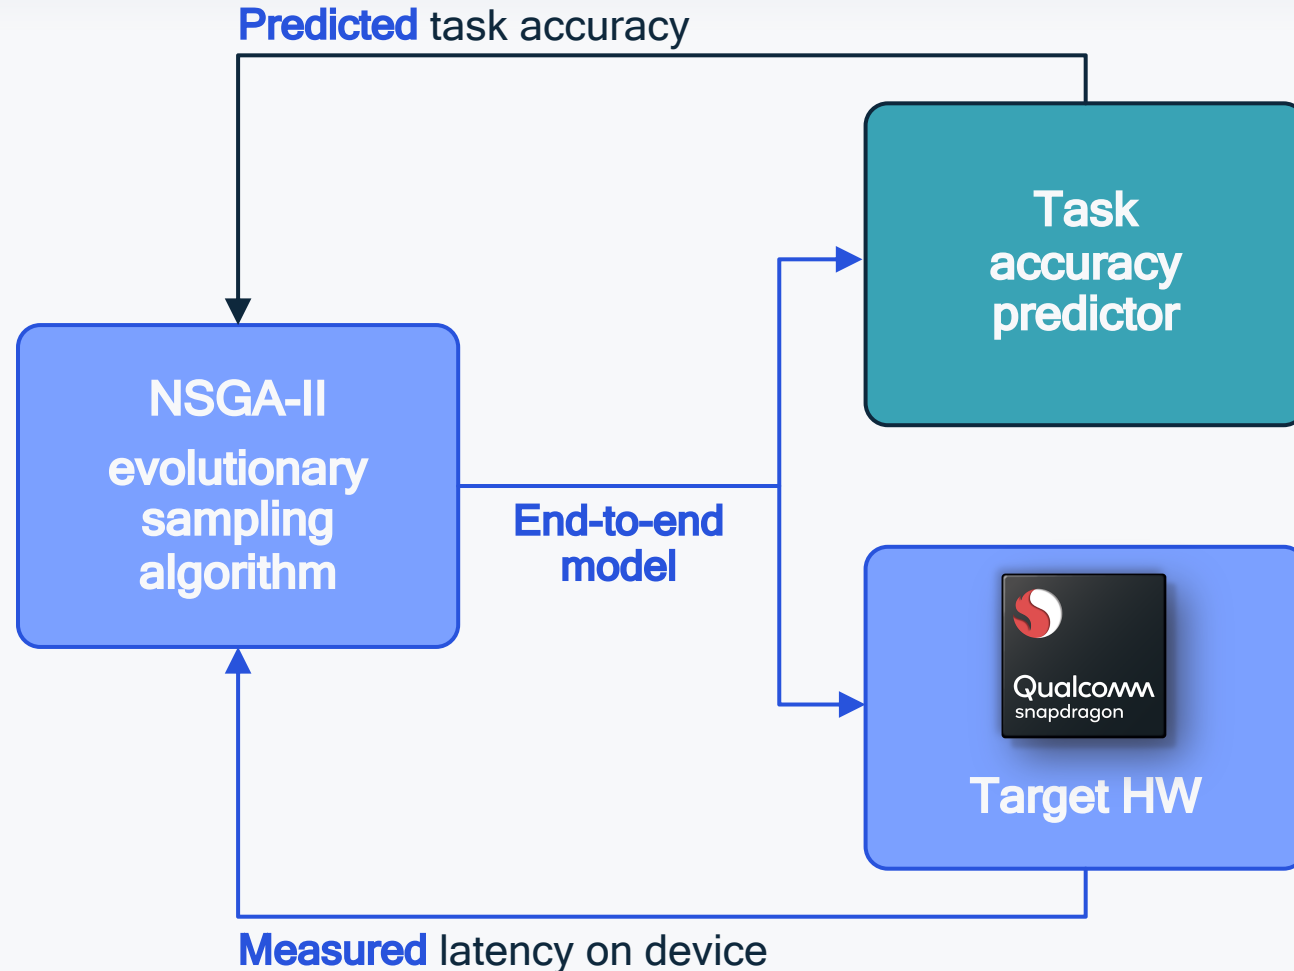 Predicted task accuracy
Task
accuracy
predictor
NSGA-II
evolutionary
sampling
algorithm
End-to-end
model
Qualcomm
snapdragon
Target HW
Measured latency on device